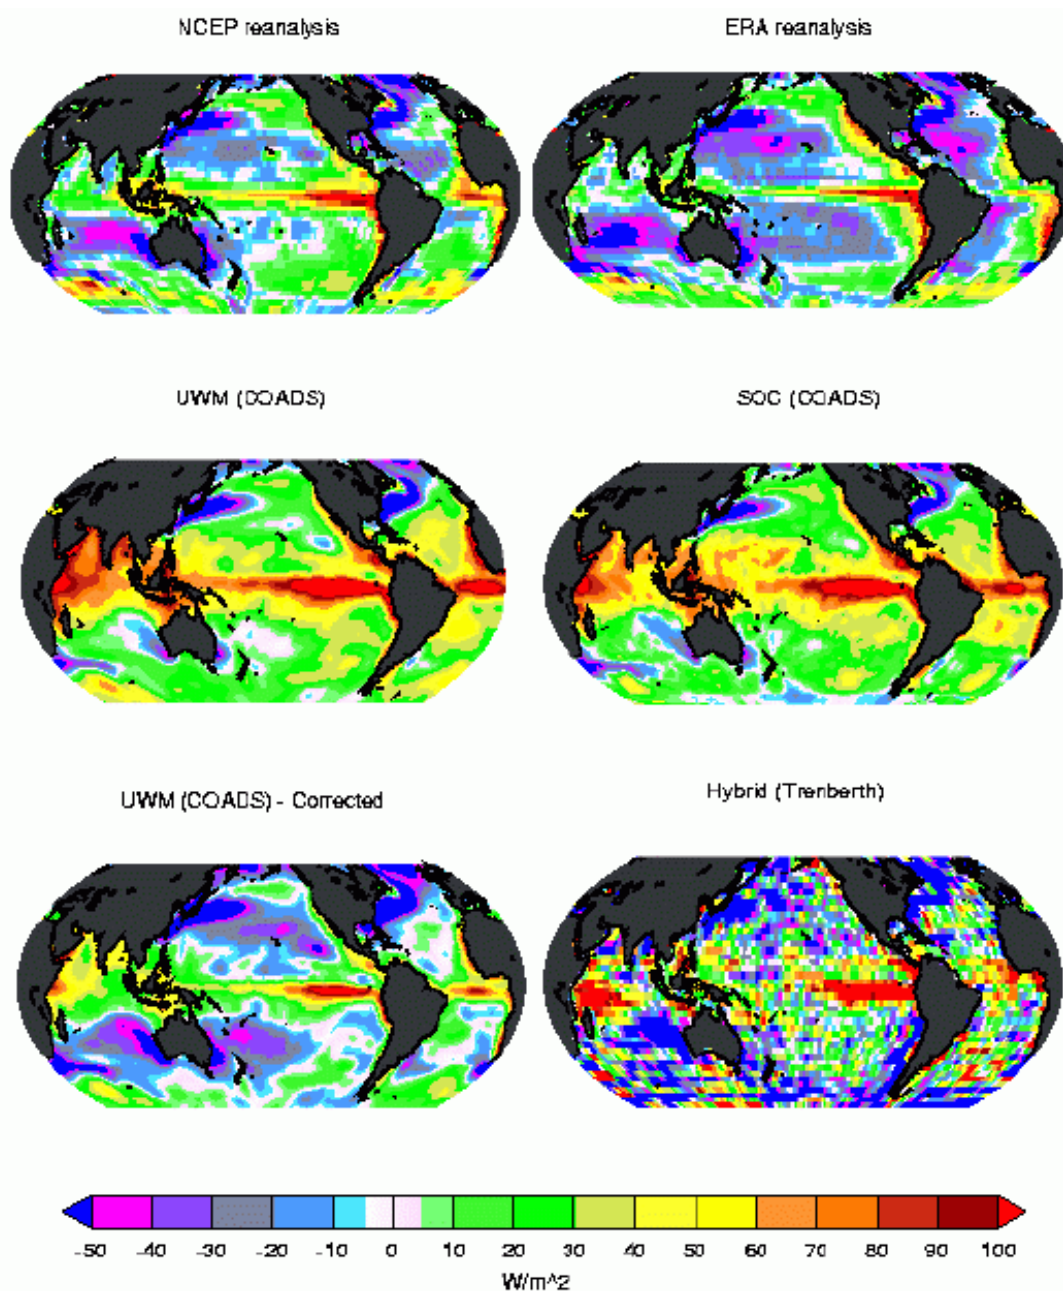 NCEP reanalysis
ERA reanalysis
UWM (COADS)
SOC (COADS)
UWM (COADS) - Corrected
Hybrid (Trenberth)
-50 -40 -30 -20 -10 0 10 20 30 40 50 60 70 80 90 100
W/m^2